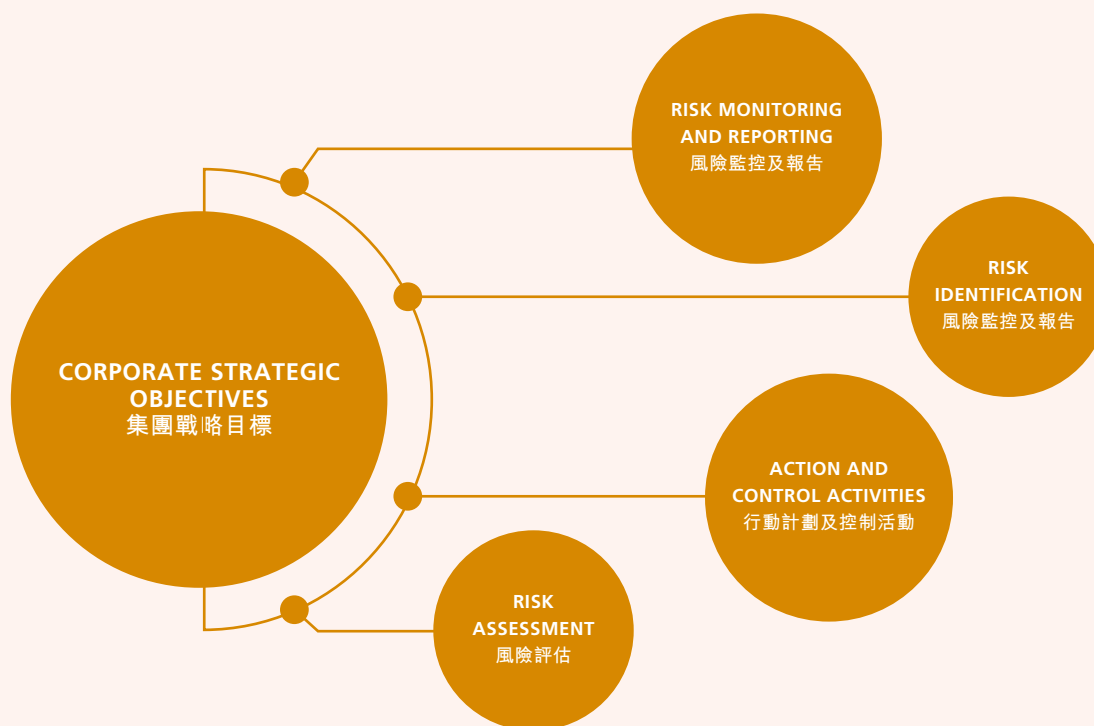 RISK MONITORING
AND REPORTING
風險監控及報告
RISK
IDENTIFICATION
風險監控及報告
CORPORATE STRATEGIC
OBJECTIVES
集團戰略目標
ACTION AND
CONTROL ACTIVITIES
行動計劃及控制活動
RISK
ASSESSMENT
風險評估